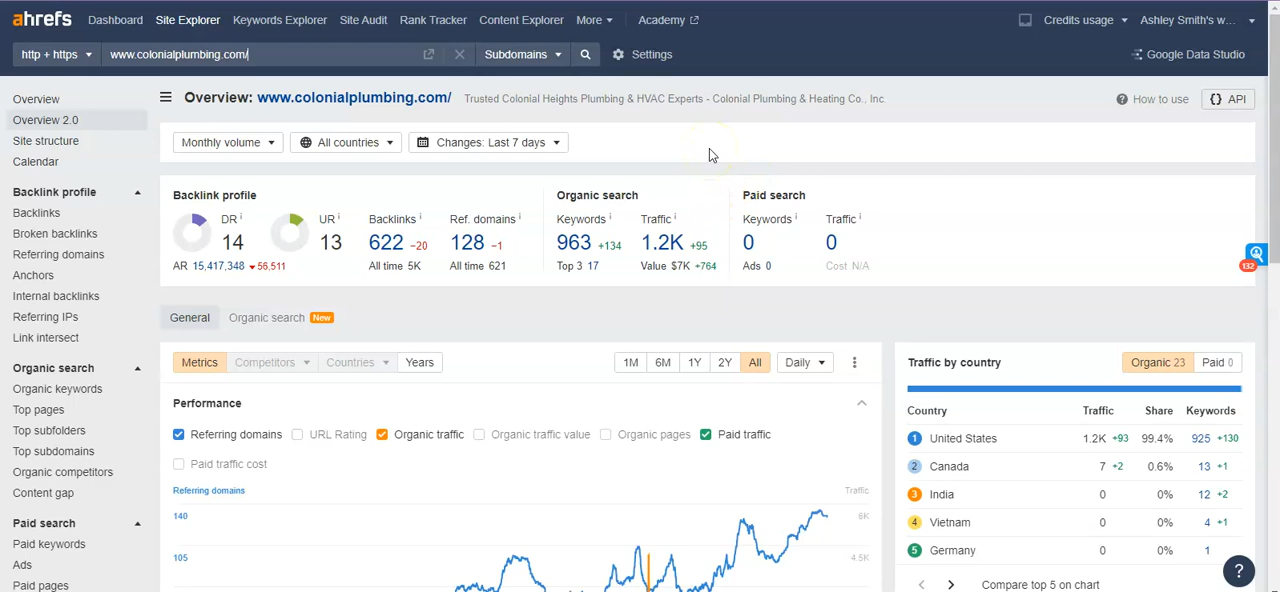 ahrefs Dashboard Site Explorer Keywords Explorer Site Audit Rank Tracker Content Explorer More Academy Credits usage Ashley Smith's w...
http + https www.colonialplumbing.com/ Subdomains Settings Google Data Studio
Overview
Overview 2.0
Site structure
Calendar
Backlink profile
Backlinks
Broken backlinks
Referring domains
Anchors
Internal backlinks
Referring IPs
Link intersect
Organic search
Organic keywords
Top pages
Top subfolders
Top subdomains
Organic competitors
Content gap
Paid search
Paid keywords
Ads
Paid pages
Overview: www.colonialplumbing.com/ Trusted Colonial Heights Plumbing & HVAC Experts - Colonial Plumbing & Heating Co., Inc. ? How to use {} API
Monthly volume All countries Changes: Last 7 days
Backlink profile Organic search Paid search
DR i UR i Backlinks i Ref. domains i Keywords i Traffic i Keywords i Traffic i
14 13 622 −20 128 −1 963 +134 1.2K +95 0 0
AR 15,417,348 56,511 All time 5K All time 621 Top 3 17 Value $7K +764 Ads 0 Cost N/A
132
General Organic search New
Metrics Competitors Countries Years 1M 6M 1Y 2Y All Daily
Performance
Referring domains URL Rating Organic traffic Organic traffic value Organic pages Paid traffic
Paid traffic cost
Referring domains Traffic
140 6K
105 4.5K
Traffic by country Organic 23 Paid 0
Country Traffic Share Keywords
1 United States 1.2K +93 99.4% 925 +130
2 Canada 7 +2 0.6% 13 +1
3 India 0 0% 12 +2
4 Vietnam 0 0% 4 +1
5 Germany 0 0% 1
Compare top 5 on chart
?